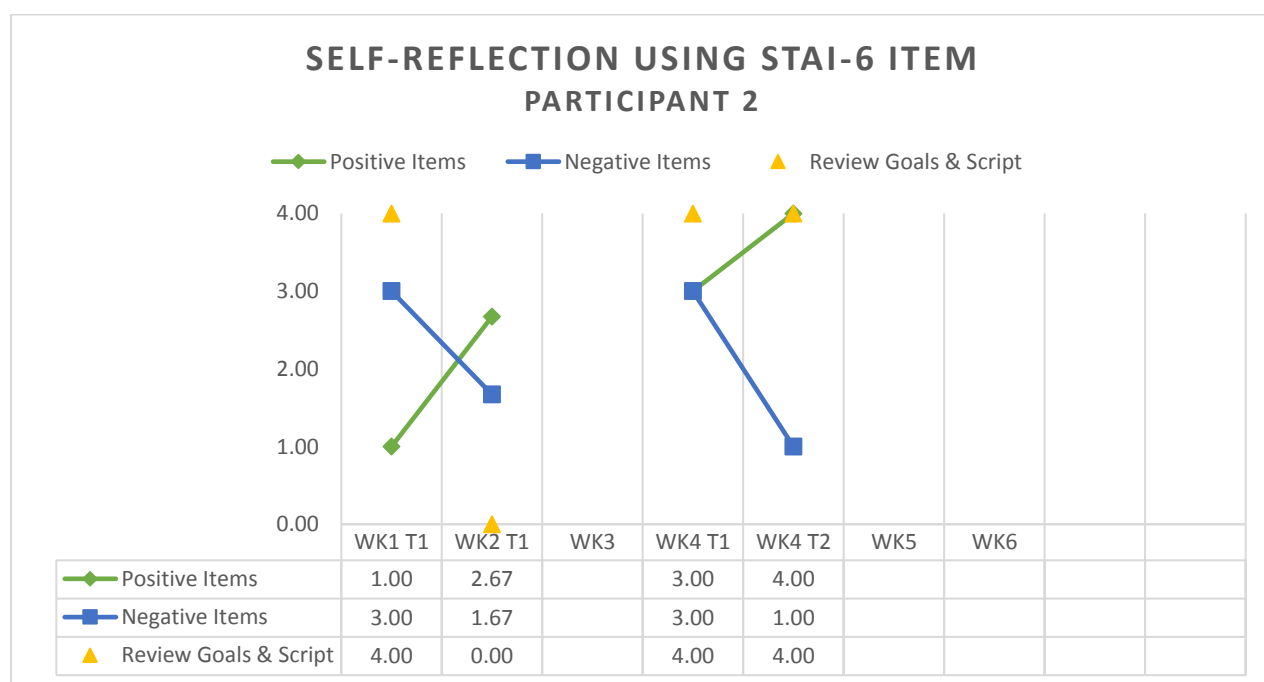 SELF-REFLECTION USING STAI-6 ITEM
PARTICIPANT 2
Positive Items Negative Items Review Goals & Script
4.00
3.00
2.00
1.00
0.00
WK1 T1 WK2 T1 WK3 WK4 T1 WK4 T2 WK5 WK6
Positive Items 1.00 2.67 3.00 4.00
Negative Items 3.00 1.67 3.00 1.00
Review Goals & Script 4.00 0.00 4.00 4.00